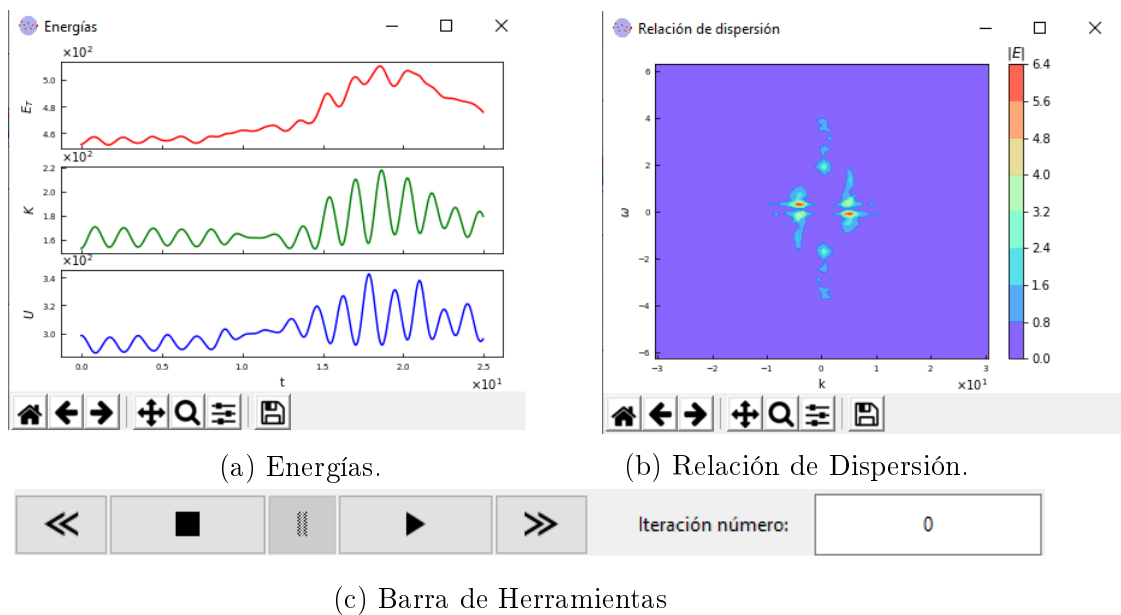 Energías
×10²
5.0
4.8
4.6
E_T
×10²
2.2
2.0
1.8
1.6
K
×10²
3.4
3.2
3.0
U
0.0 0.5 1.0 1.5 2.0 2.5
t
×10¹
(a) Energías.
Relación de dispersión
|E|
6.4
5.6
4.8
4.0
3.2
2.4
1.6
0.8
0.0
6
4
2
0
−2
−4
−6
ω
−3 −2 −1 0 1 2 3
k
×10¹
(b) Relación de Dispersión.
Iteración número: 0
(c) Barra de Herramientas